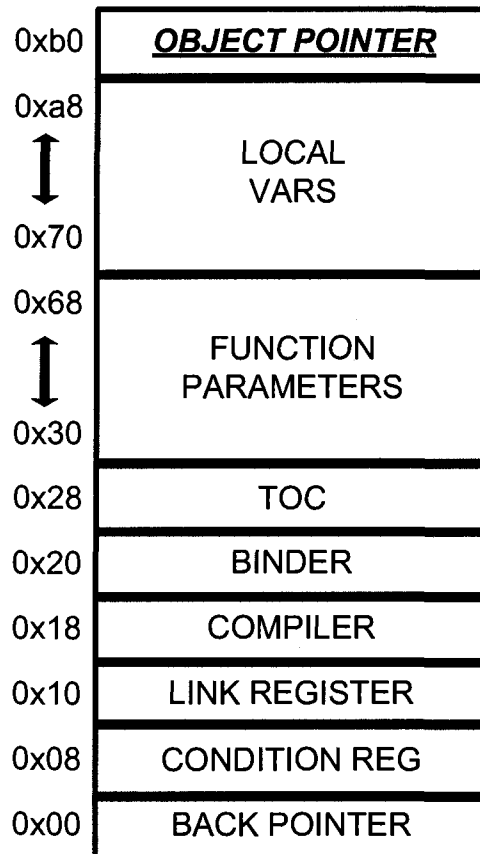 0xb0 OBJECT POINTER
0xa8
LOCAL
VARS
0x70
0x68
FUNCTION
PARAMETERS
0x30
0x28 TOC
0x20 BINDER
0x18 COMPILER
0x10 LINK REGISTER
0x08 CONDITION REG
0x00 BACK POINTER